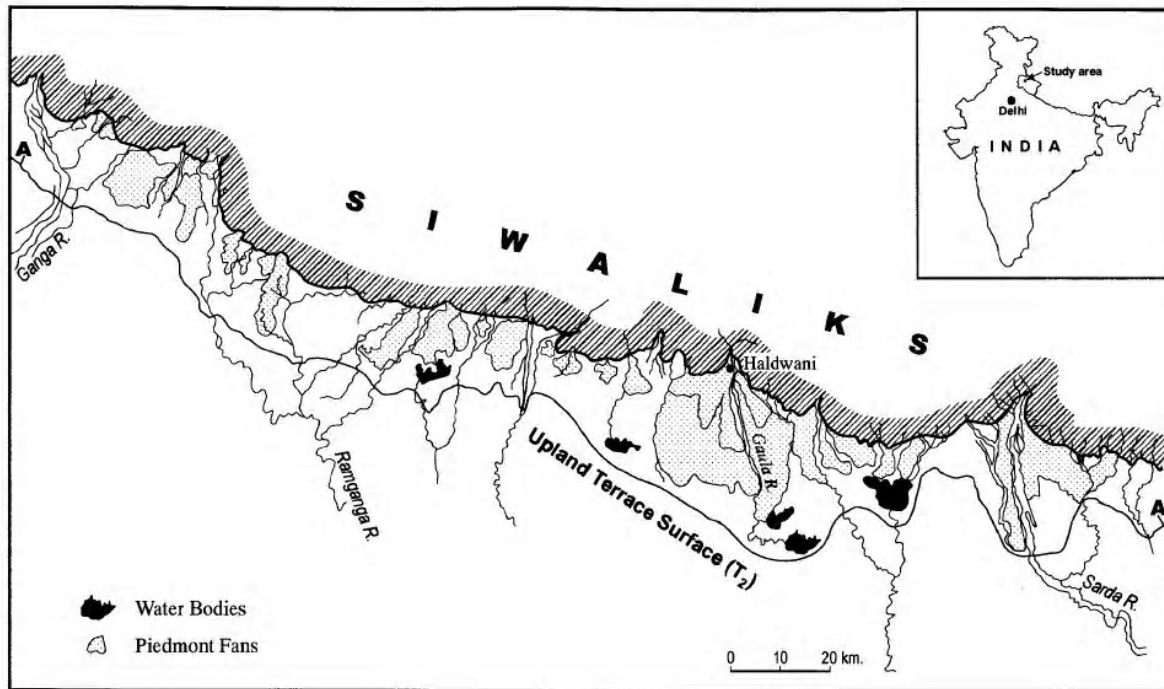 Study area
Delhi
INDIA
SIWALIKS
A
Ganga R.
Haldwani
Gaula R.
Ramganga R.
Upland Terrace Surface (T₂)
A
Sarda R.
Water Bodies
Piedmont Fans
0 10 20 km.